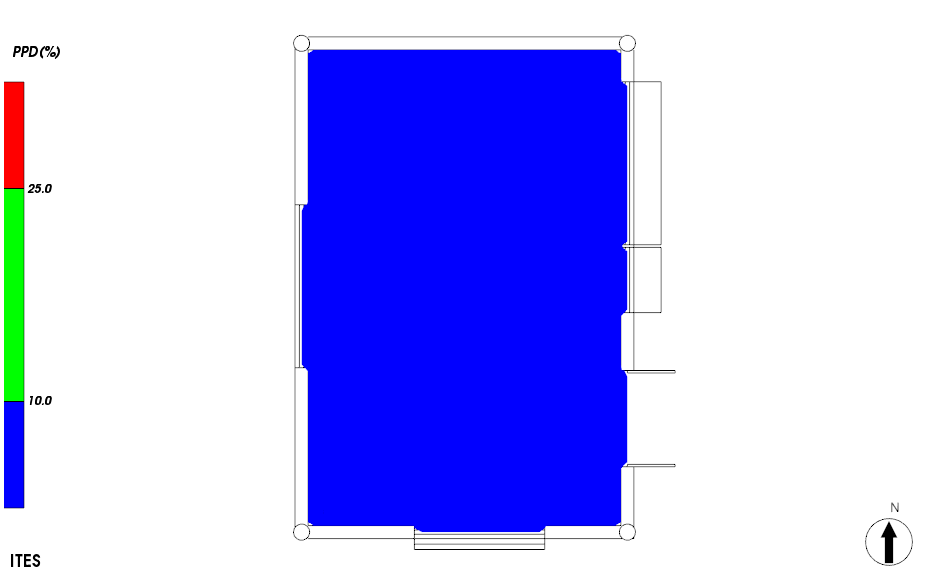 PPD(%)
25.0
10.0
N
ITES